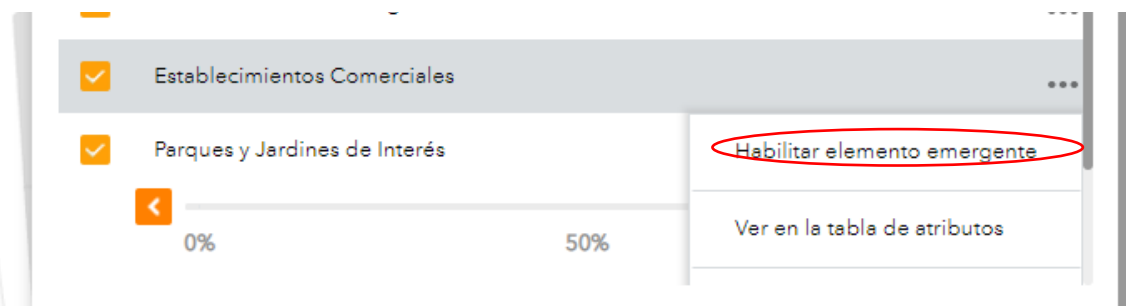 Establecimientos Comerciales
Parques y Jardines de Interés
Habilitar elemento emergente
Ver en la tabla de atributos
0%
50%